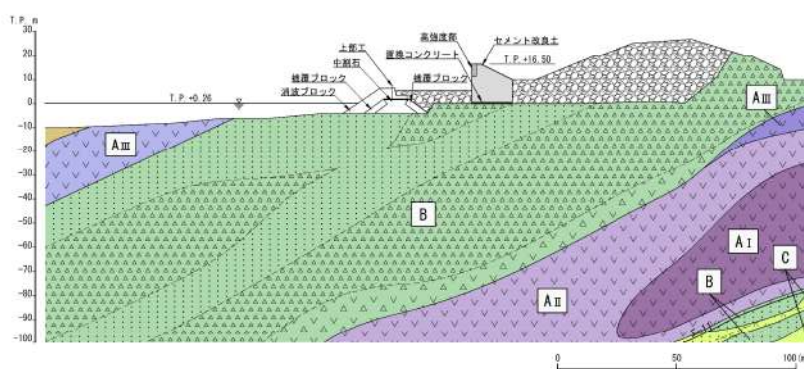 T.P. m
30
20
10
0
-10
-20
-30
-40
-50
-60
-70
-80
-90
-100
高強度部
セメント改良土
上部工
置換コンクリート
T.P.+16.50
中割石
被覆ブロック
被覆ブロック
消波ブロック
T.P.+0.26
AⅢ
AⅢ
B
AⅠ
C
B
AⅡ
0
50
100 (m